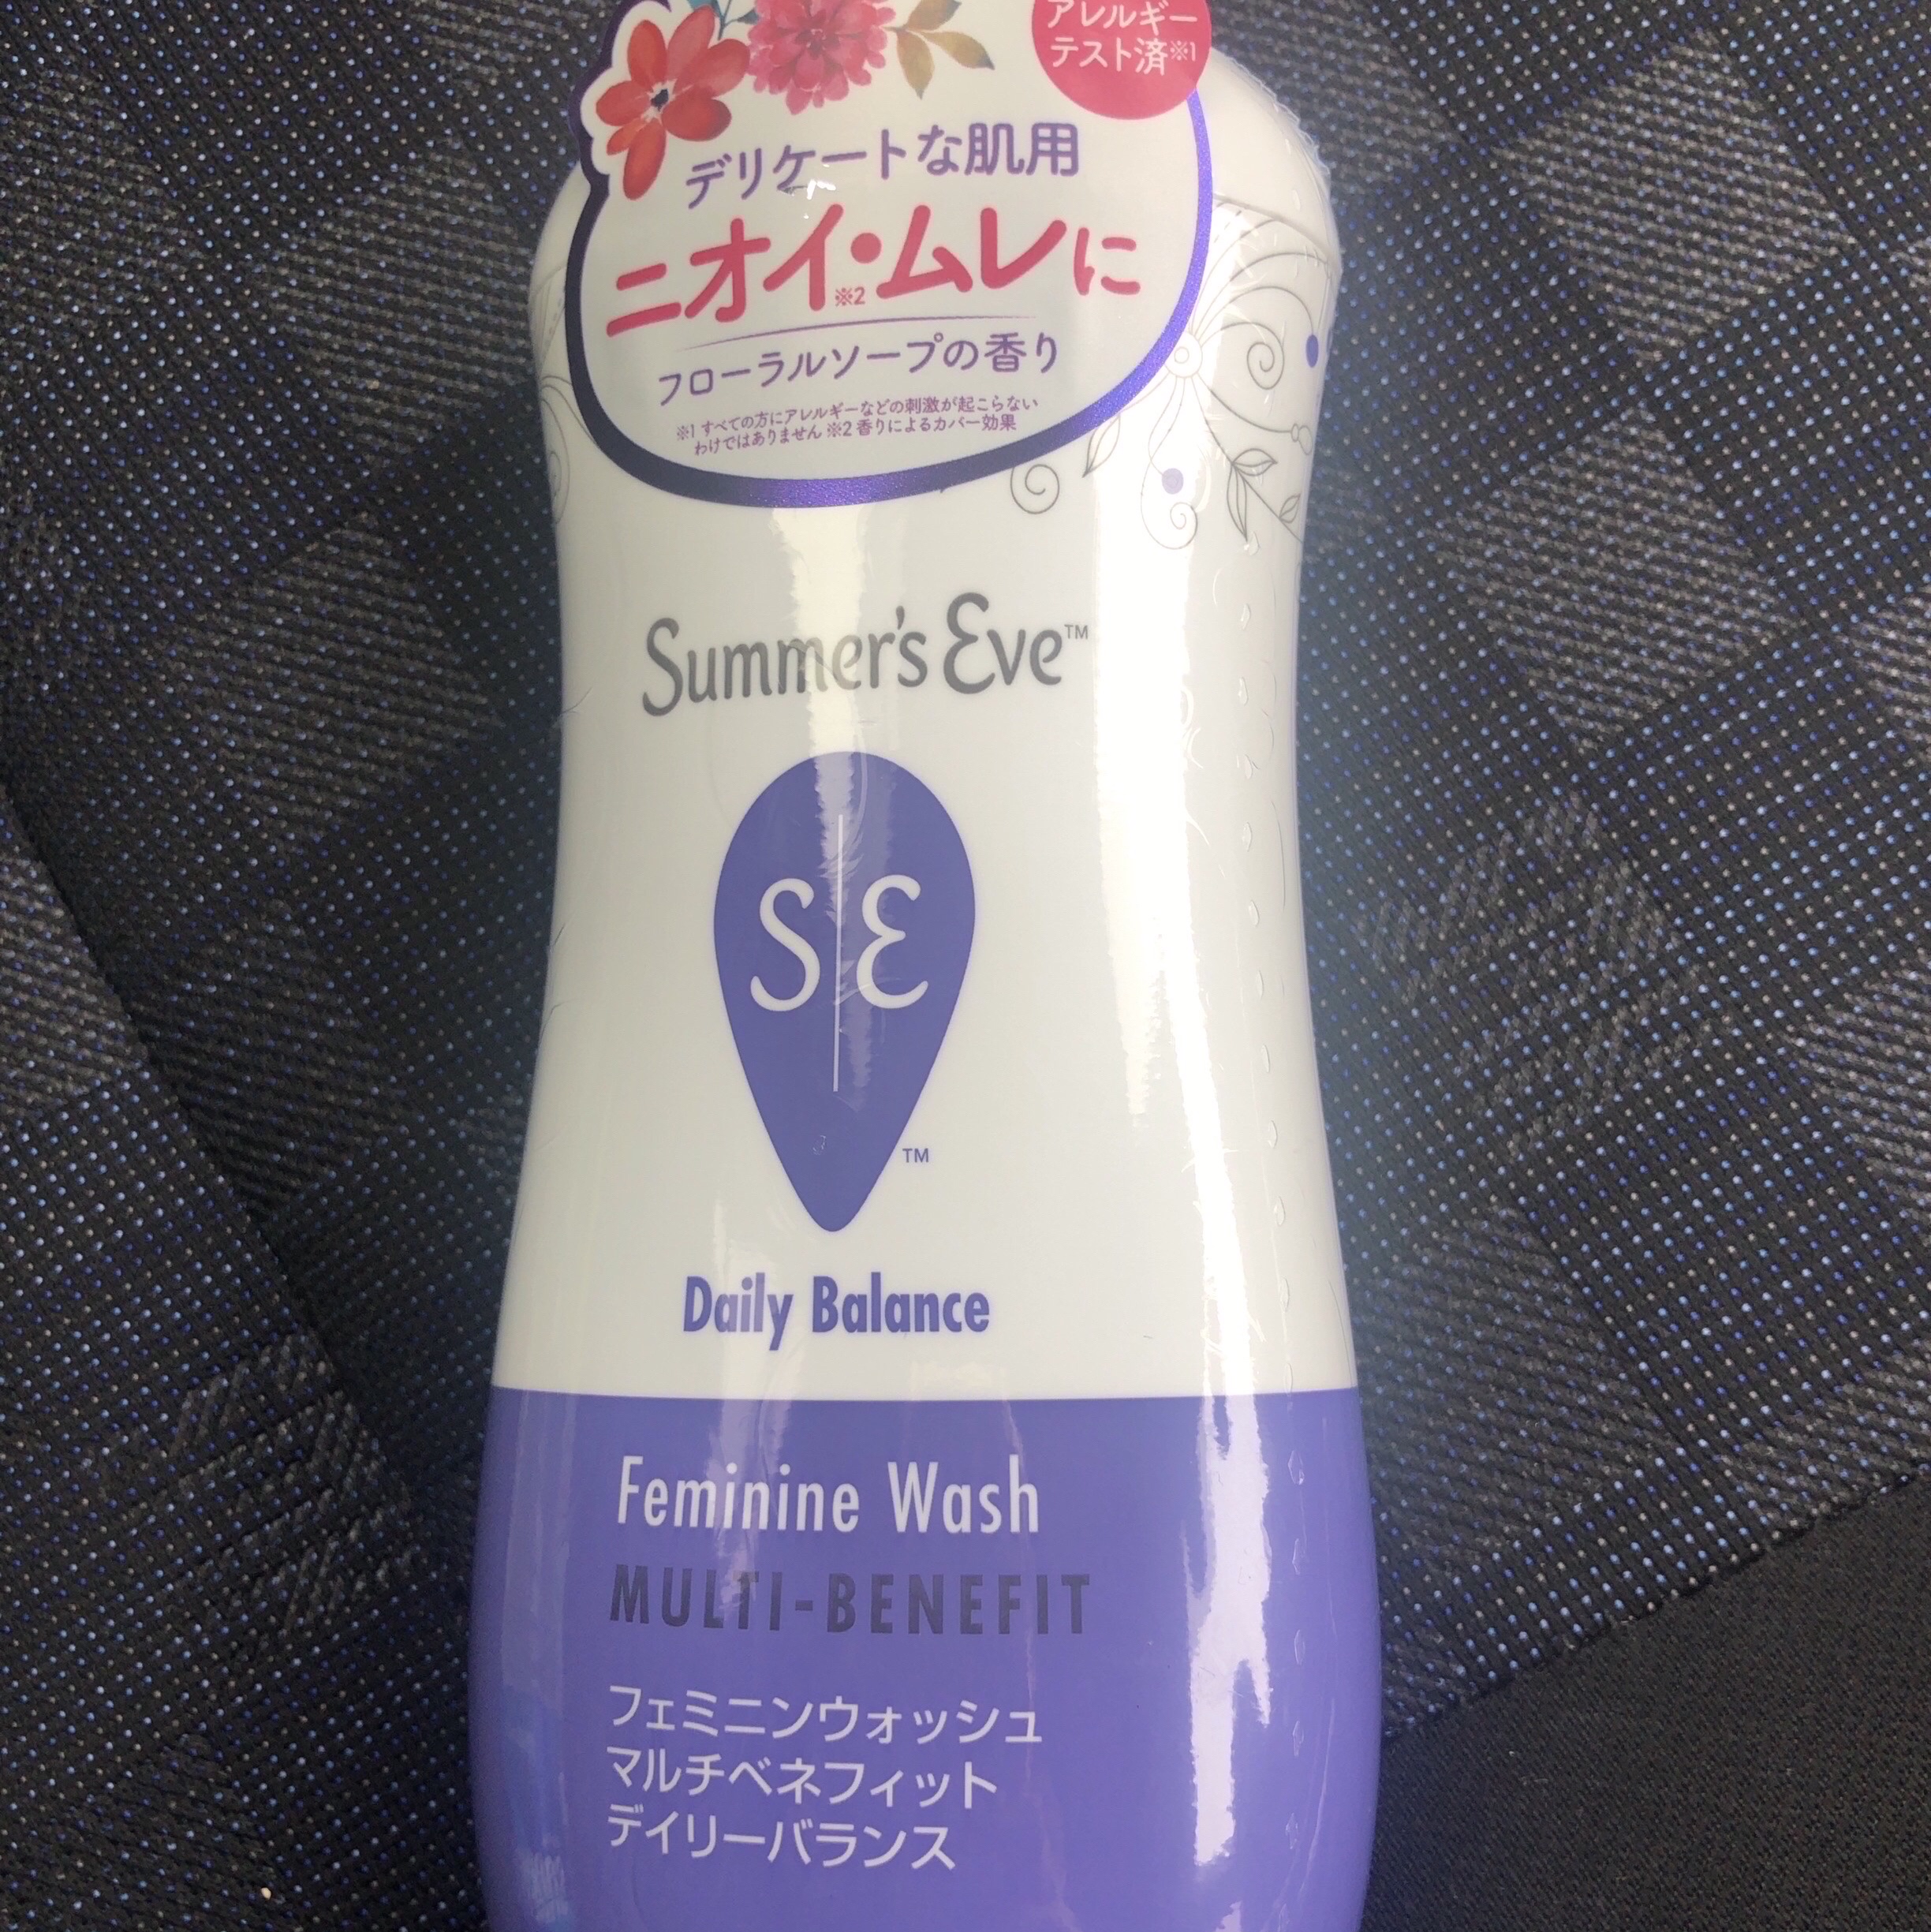 アレルギー
テスト済※1
デリケートな肌用
ニオイ※2・ムレに
フローラルソープの香り
※1 すべての方にアレルギーなどの刺激が起こらない
わけではありません ※2 香りによるカバー効果
Summer's Eve™
SE
™
Daily Balance
Feminine Wash
MULTI-BENEFIT
フェミニンウォッシュ
マルチベネフィット
デイリーバランス